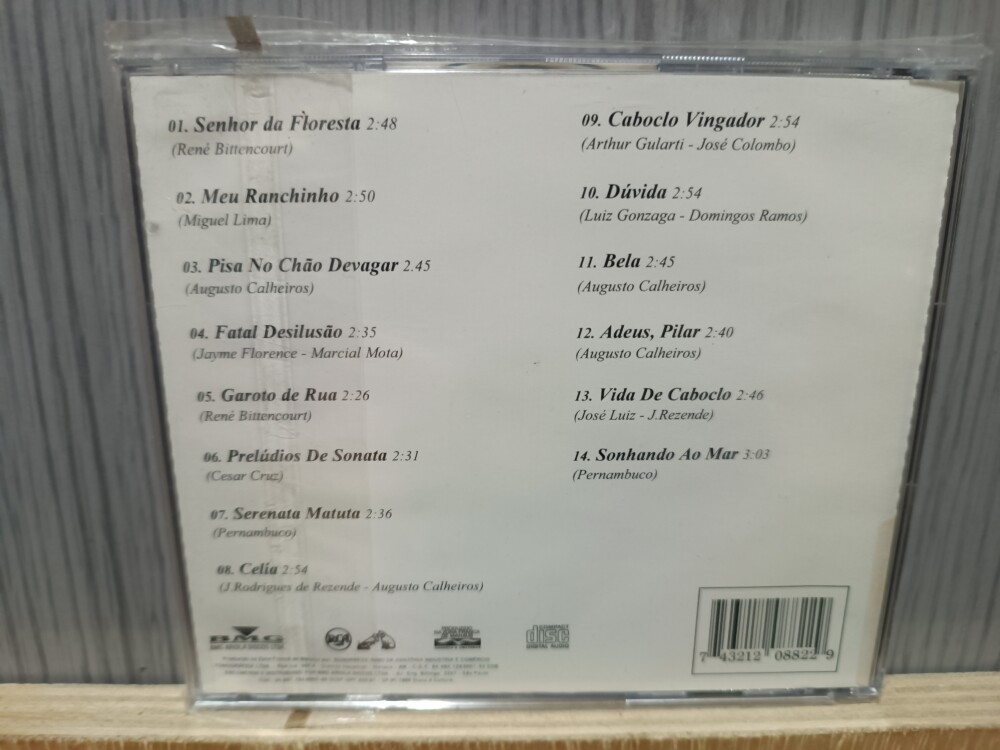 01. Senhor da Floresta 2:48
(René Bittencourt)
02. Meu Ranchinho 2:50
(Miguel Lima)
03. Pisa No Chão Devagar 2.45
(Augusto Calheiros)
04. Fatal Desilusão 2:35
(Jayme Florence - Marcial Mota)
05. Garoto de Rua 2:26
(René Bittencourt)
06. Prelúdios De Sonata 2:31
(Cesar Cruz)
07. Serenata Matuta 2:36
(Pernambuco)
08. Celia 2:54
(J.Rodrigues de Rezende - Augusto Calheiros)
09. Caboclo Vingador 2:54
(Arthur Gularti - José Colombo)
10. Dúvida 2:54
(Luiz Gonzaga - Domingos Ramos)
11. Bela 2:45
(Augusto Calheiros)
12. Adeus, Pilar 2:40
(Augusto Calheiros)
13. Vida De Caboclo 2:46
(José Luiz - J.Rezende)
14. Sonhando Ao Mar 3:03
(Pernambuco)
BMG
RCA
COMPACT
disc
DIGITAL AUDIO
7 43212 08822 9